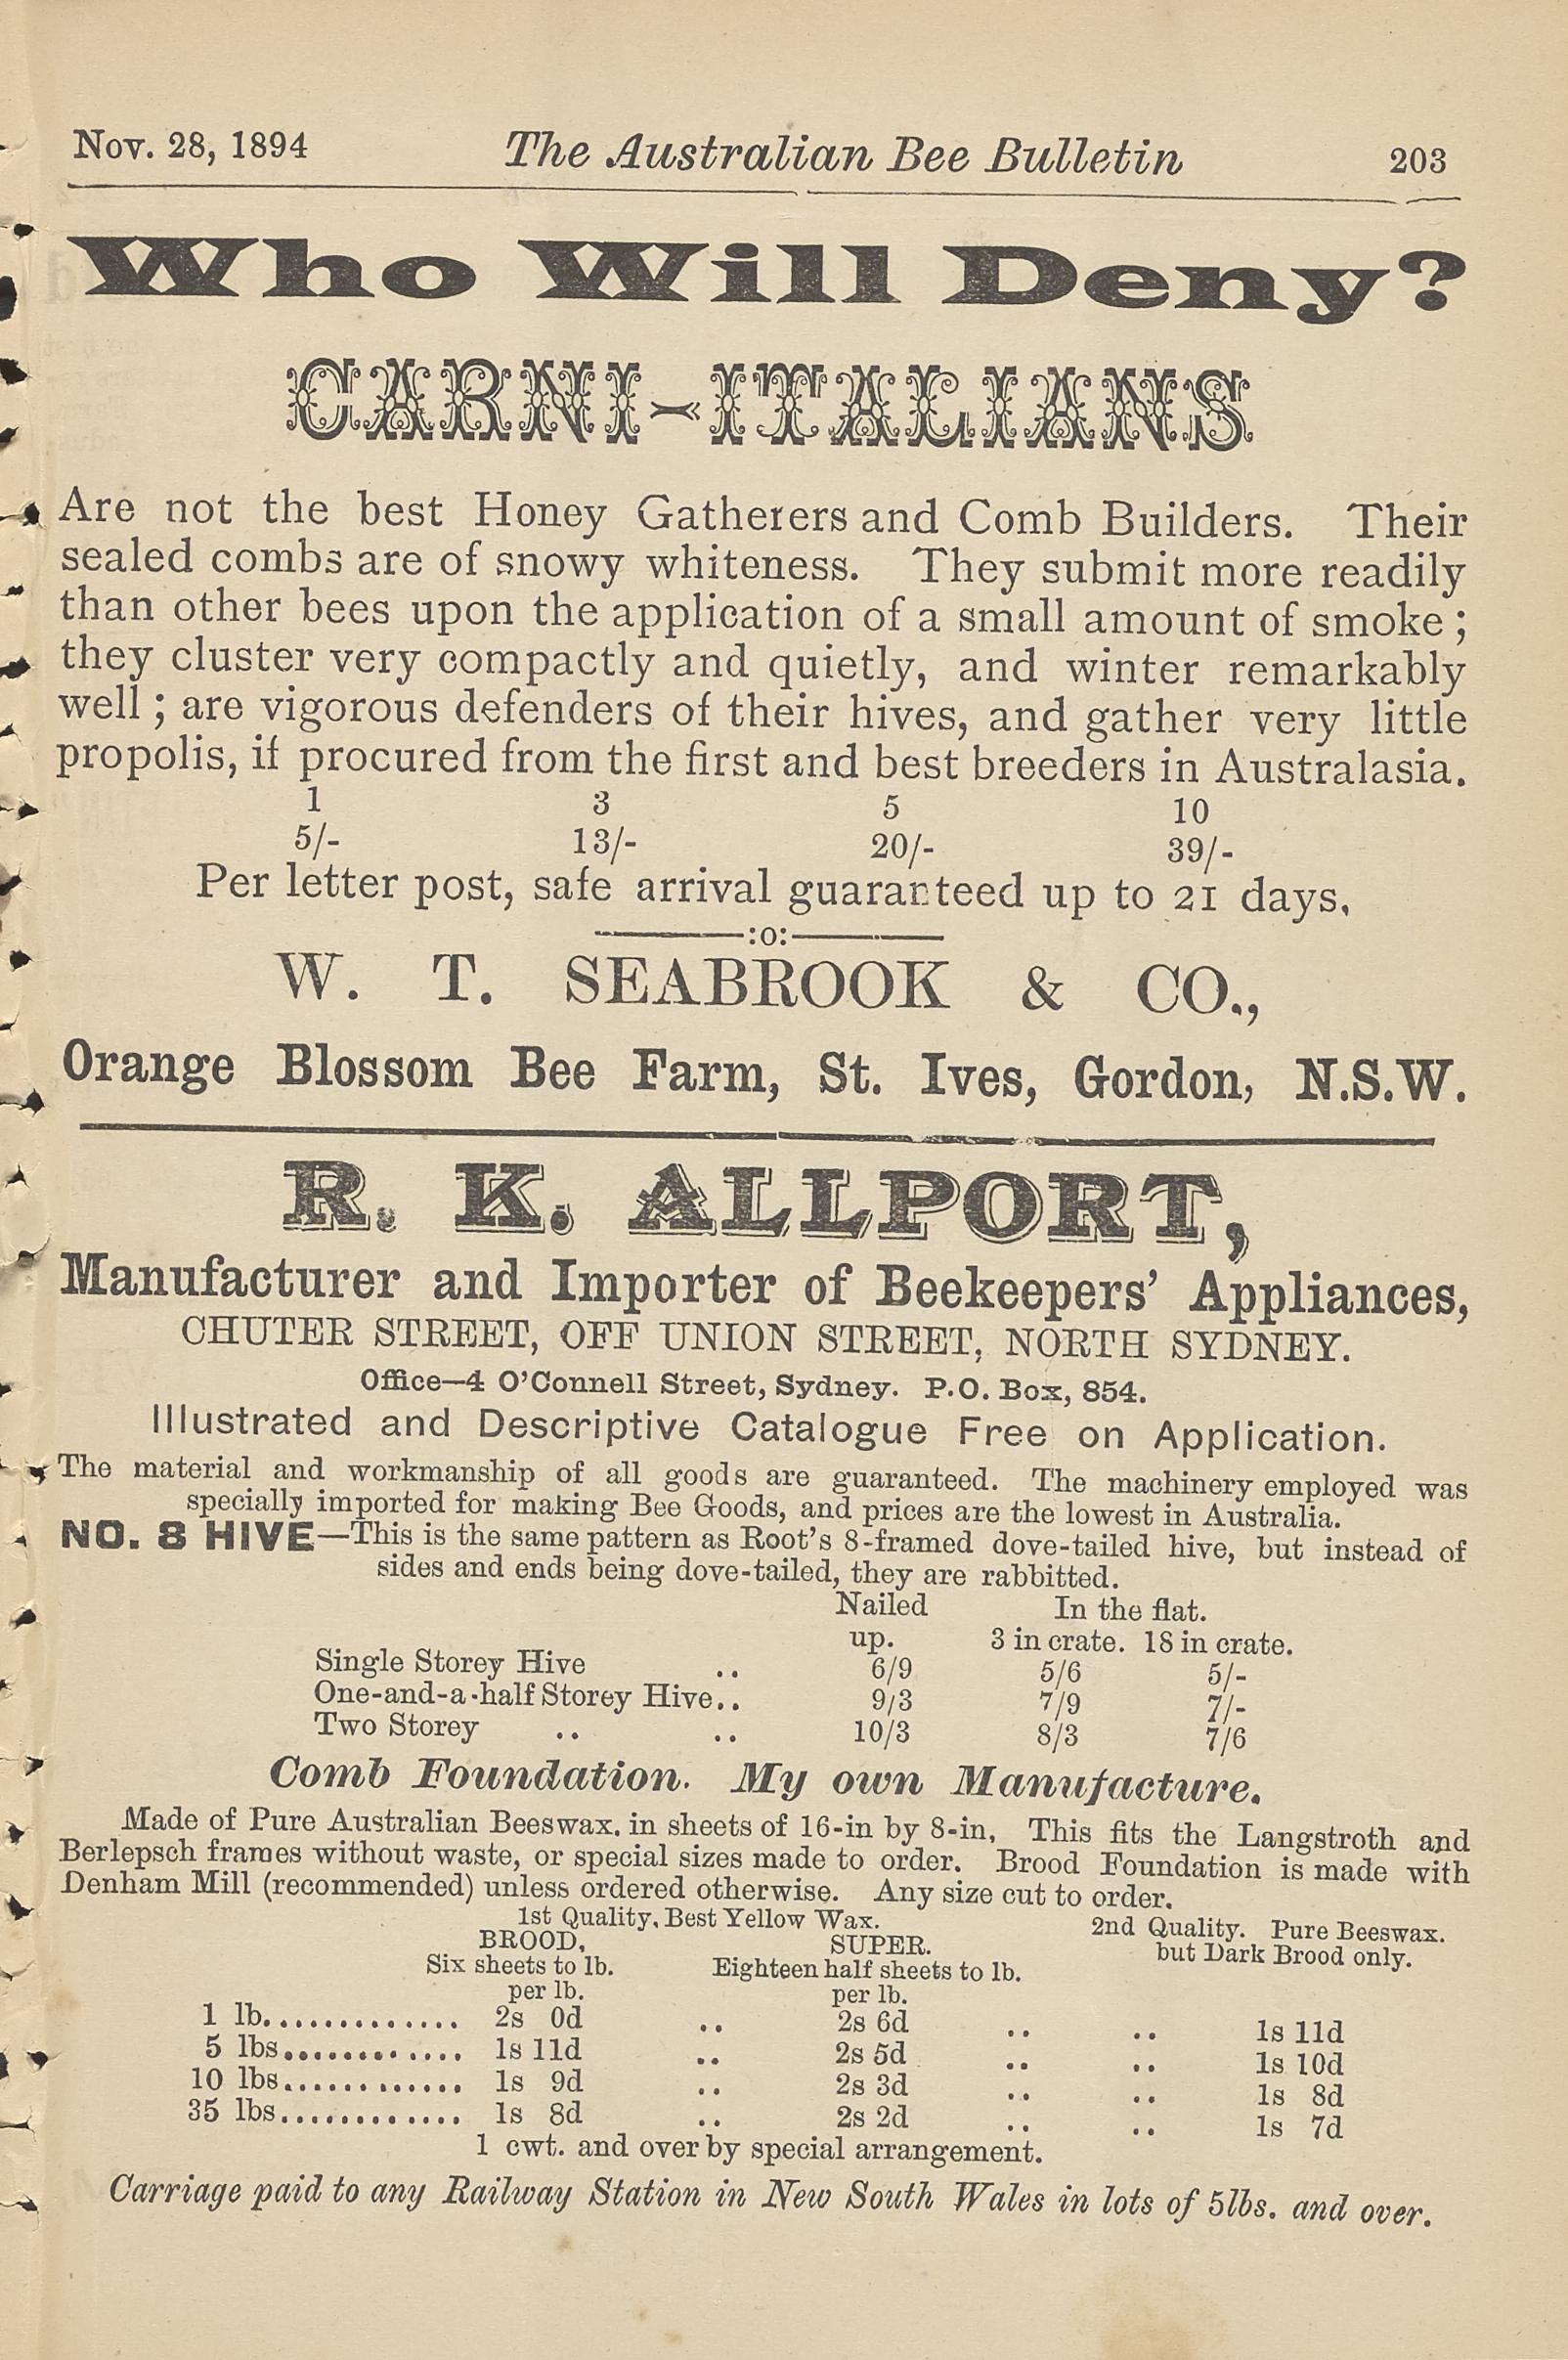 Nov. 28, 1894 The Australian Bee Bulletin 203
Who Will Deny?
CARNI-ITALIANS
Are not the best Honey Gatherers and Comb Builders. Their
sealed combs are of snowy whiteness. They submit more readily
than other bees upon the application of a small amount of smoke;
they cluster very compactly and quietly, and winter remarkably
well; are vigorous defenders of their hives, and gather very little
propolis, if procured from the first and best breeders in Australasia.
1 3 5 10
5/- 13/- 20/- 39/-
Per letter post, safe arrival guaranteed up to 21 days,
:o:
W. T. SEABROOK & CO.,
Orange Blossom Bee Farm, St. Ives, Gordon, N.S.W.
R. K. ALLPORT,
Manufacturer and Importer of Beekeepers' Appliances,
CHUTER STREET, OFF UNION STREET, NORTH SYDNEY.
Office—4 O'Connell Street, Sydney. P.O. Box, 854.
Illustrated and Descriptive Catalogue Free on Application.
The material and workmanship of all goods are guaranteed. The machinery employed was
specially imported for making Bee Goods, and prices are the lowest in Australia.
NO. 8 HIVE—This is the same pattern as Root's 8-framed dove-tailed hive, but instead of
sides and ends being dove-tailed, they are rabbitted.
Nailed In the flat.
up. 3 in crate. 18 in crate.
Single Storey Hive .. 6/9 5/6 5/-
One-and-a-half Storey Hive.. 9/3 7/9 7/-
Two Storey .. .. 10/3 8/3 7/6
Comb Foundation. My own Manufacture.
Made of Pure Australian Beeswax. in sheets of 16-in by 8-in, This fits the Langstroth and
Berlepsch frames without waste, or special sizes made to order. Brood Foundation is made with
Denham Mill (recommended) unless ordered otherwise. Any size cut to order.
1st Quality, Best Yellow Wax. 2nd Quality. Pure Beeswax.
BROOD, SUPER. but Dark Brood only.
Six sheets to lb. Eighteen half sheets to lb.
per lb. per lb.
1 lb.............. 2s 0d .. 2s 6d .. .. 1s 11d
5 lbs............. 1s 11d .. 2s 5d .. .. 1s 10d
10 lbs............. 1s 9d .. 2s 3d .. .. 1s 8d
35 lbs............. 1s 8d .. 2s 2d .. .. 1s 7d
1 cwt. and over by special arrangement.
Carriage paid to any Railway Station in New South Wales in lots of 5lbs. and over.